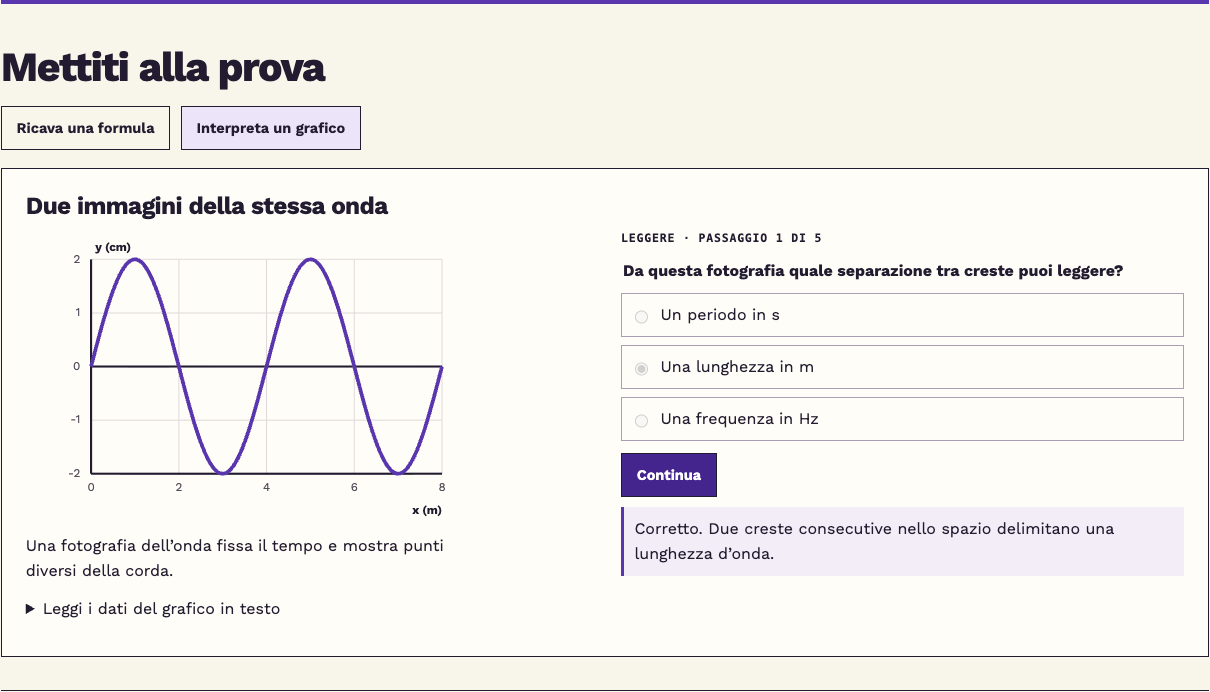 Mettiti alla prova
Ricava una formula
Interpreta un grafico
Due immagini della stessa onda
y (cm)
2
1
0
-1
-2
0 2 4 6 8
x (m)
Una fotografia dell’onda fissa il tempo e mostra punti
diversi della corda.
Leggi i dati del grafico in testo
LEGGERE · PASSAGGIO 1 DI 5
Da questa fotografia quale separazione tra creste puoi leggere?
Un periodo in s
Una lunghezza in m
Una frequenza in Hz
Continua
Corretto. Due creste consecutive nello spazio delimitano una
lunghezza d’onda.